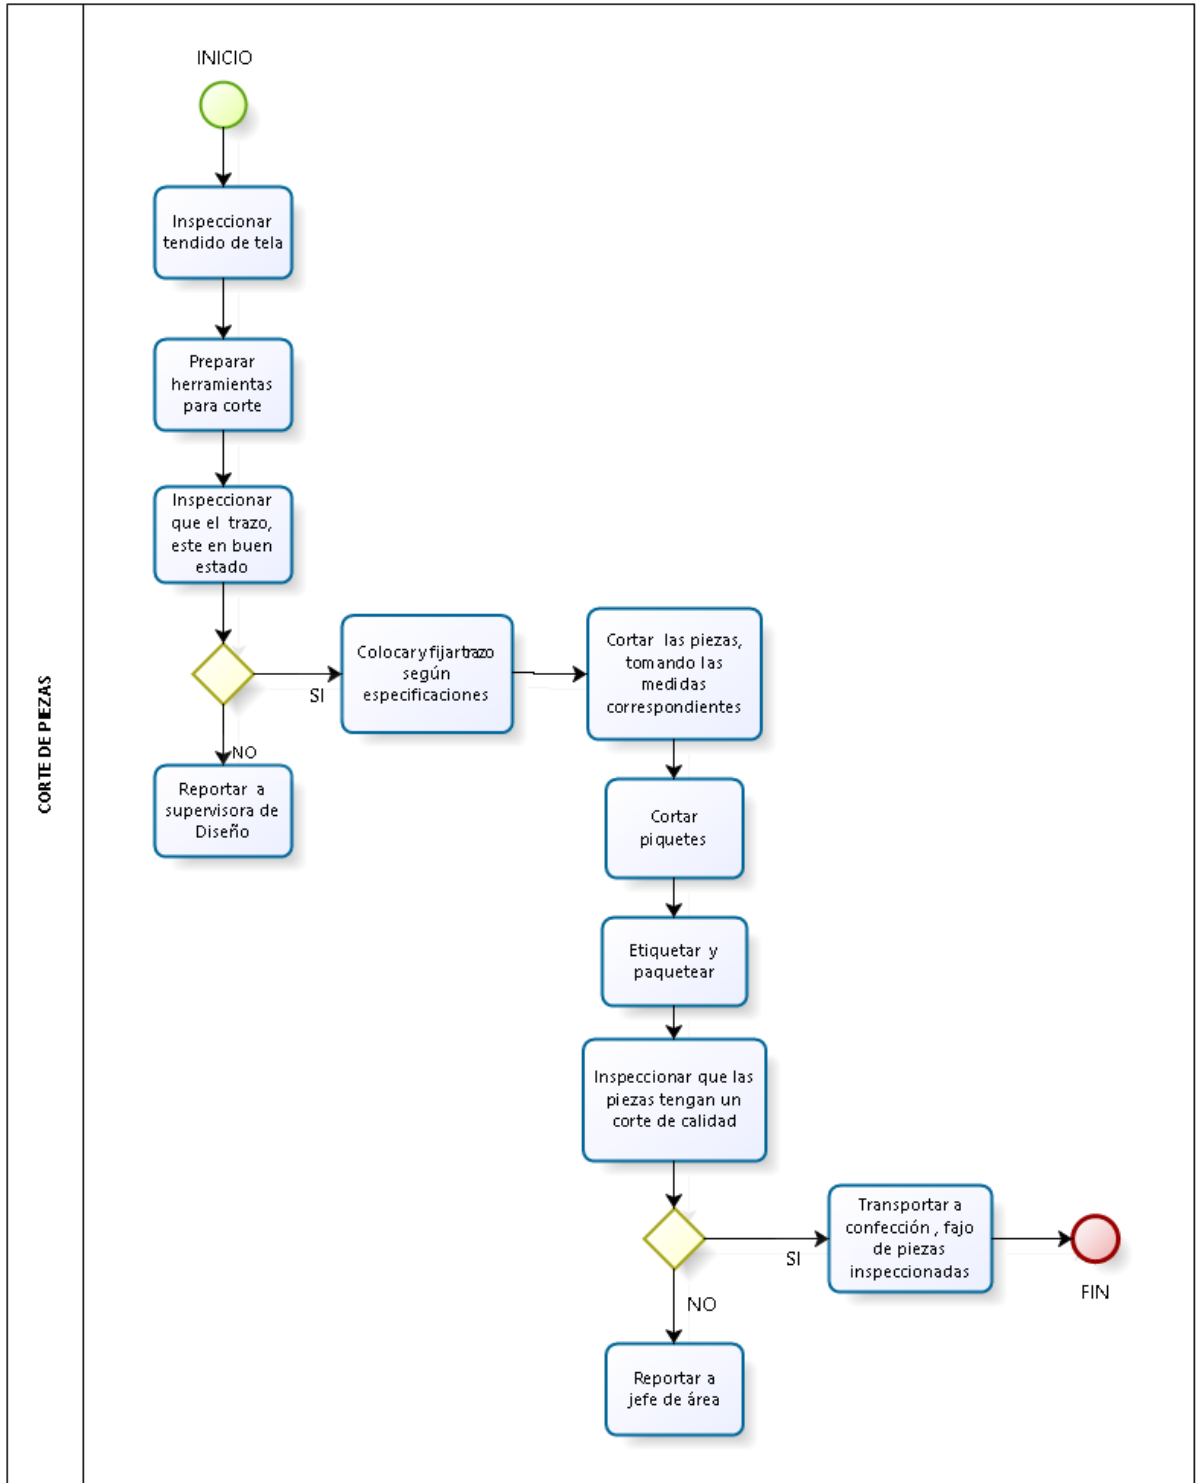 CORTE DE PIEZAS
INICIO
Inspeccionar
tendido de tela
Preparar
herramientas
para corte
Inspeccionar
que el trazo,
este en buen
estado
SI
NO
Reportar a
supervisora de
Diseño
Colocar y fijar trazo
según
especificaciones
Cortar las piezas,
tomando las
medidas
correspondientes
Cortar
piquetes
Etiquetar y
paquetear
Inspeccionar que las
piezas tengan un
corte de calidad
SI
NO
Reportar a
jefe de área
Transportar a
confección , fajo
de piezas
inspeccionadas
FIN